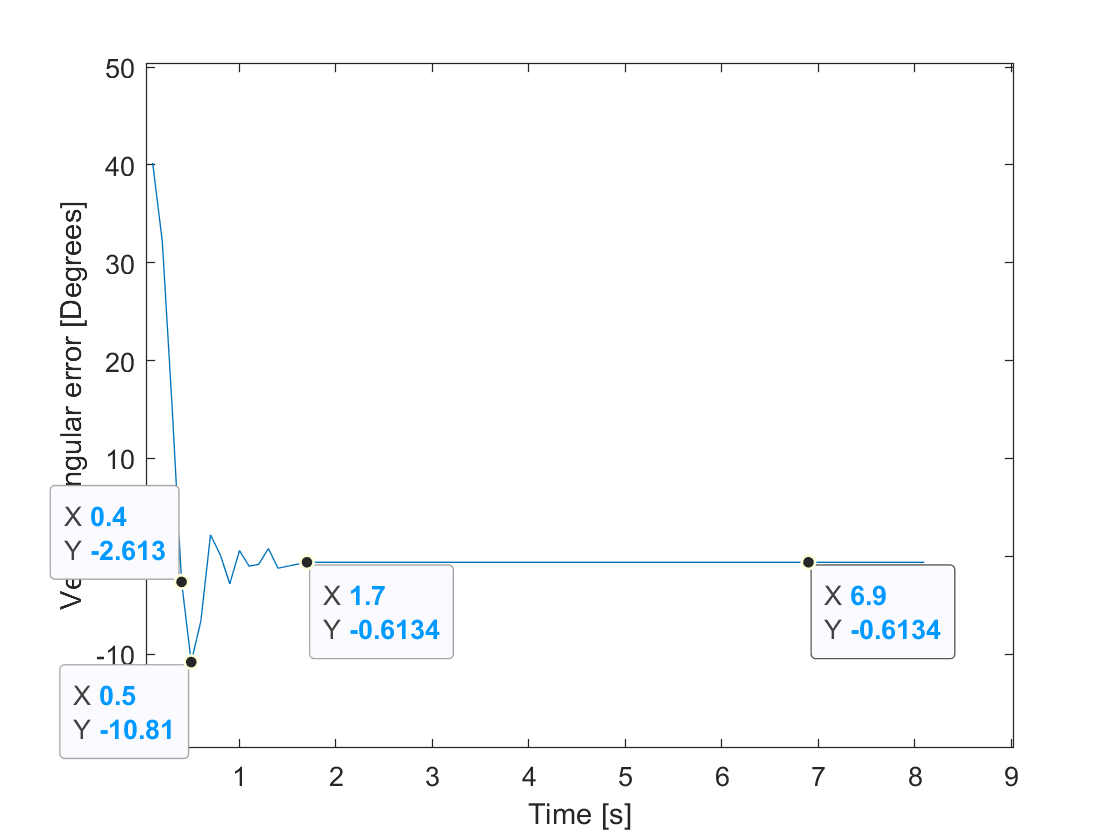 50
40
30
20
10
-10
ngular error [Degrees]
Ve
X 0.4
Y -2.613
X 0.5
Y -10.81
X 1.7
Y -0.6134
X 6.9
Y -0.6134
1 2 3 4 5 6 7 8 9
Time [s]